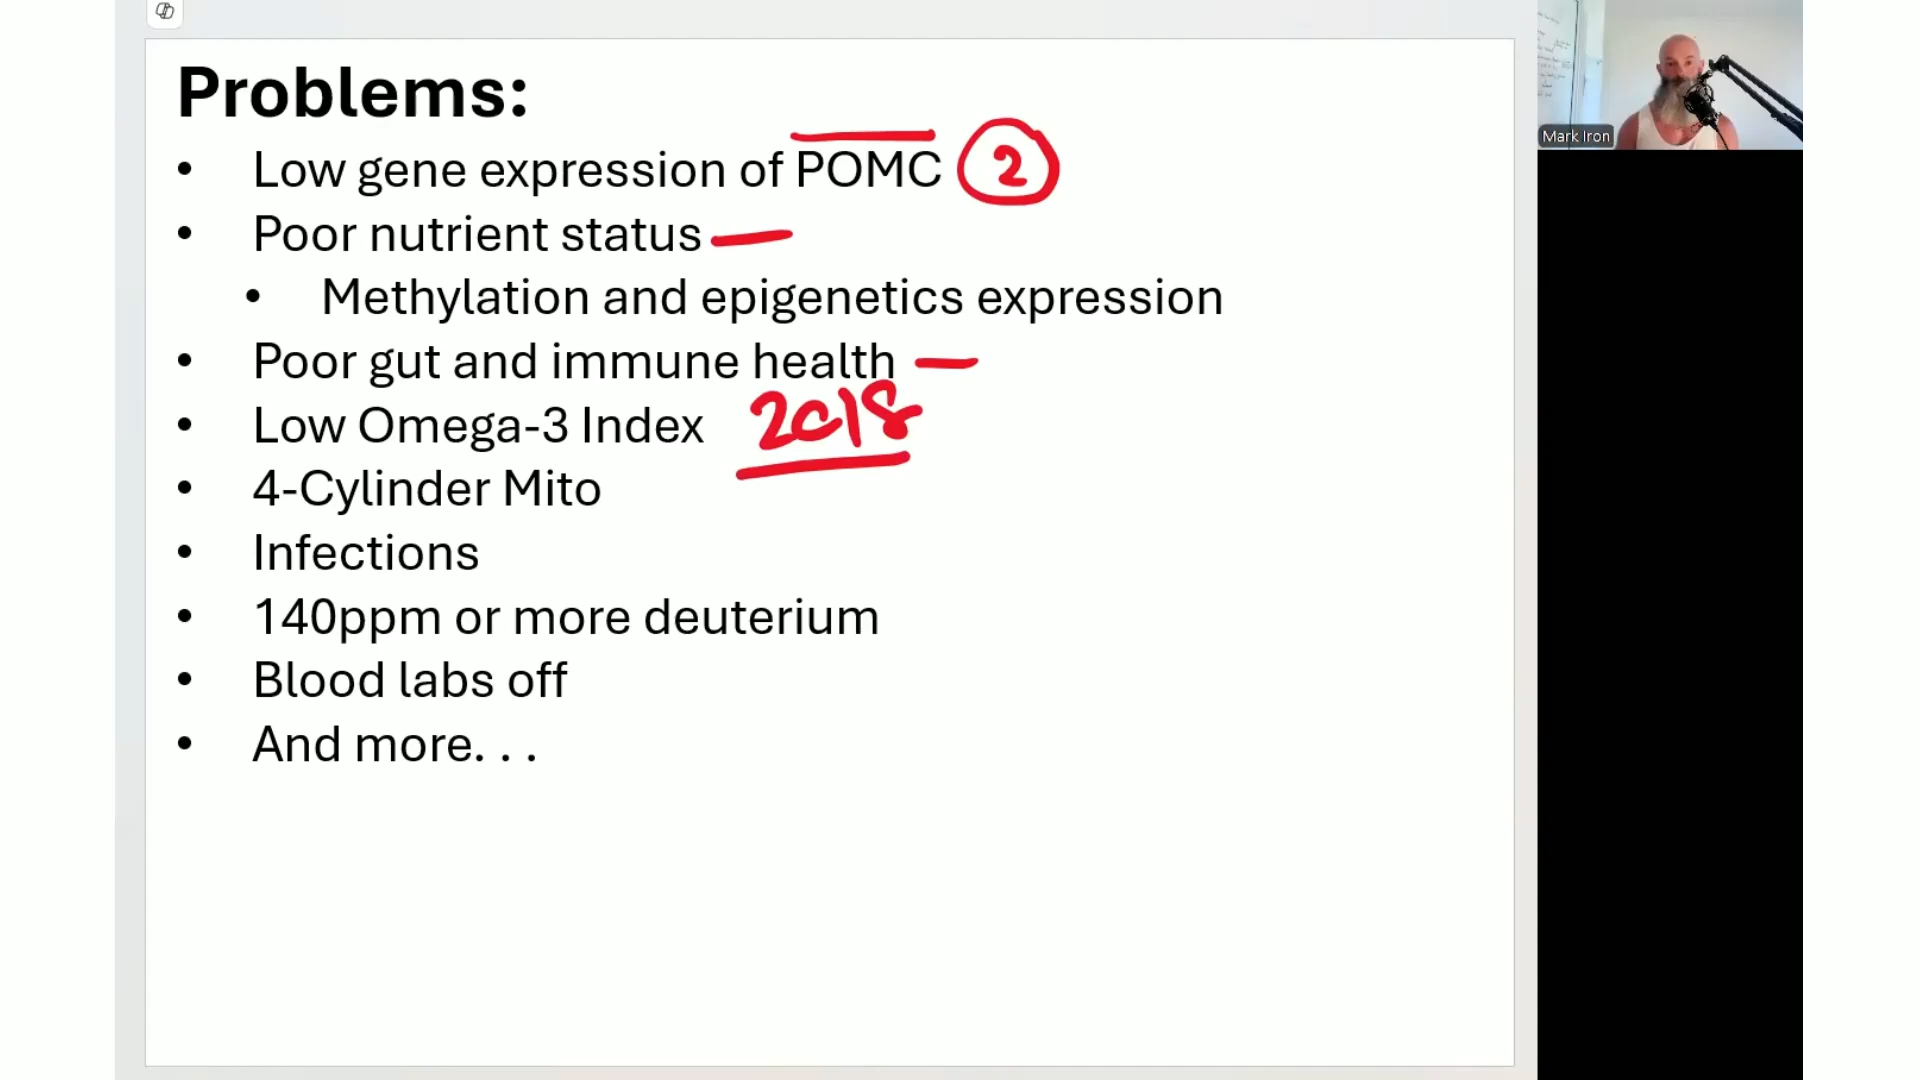 Problems:
• Low gene expression of POMC 2
• Poor nutrient status
• Methylation and epigenetics expression
• Poor gut and immune health
• Low Omega-3 Index 2018
• 4-Cylinder Mito
• Infections
• 140ppm or more deuterium
• Blood labs off
• And more. . .
Mark Iron